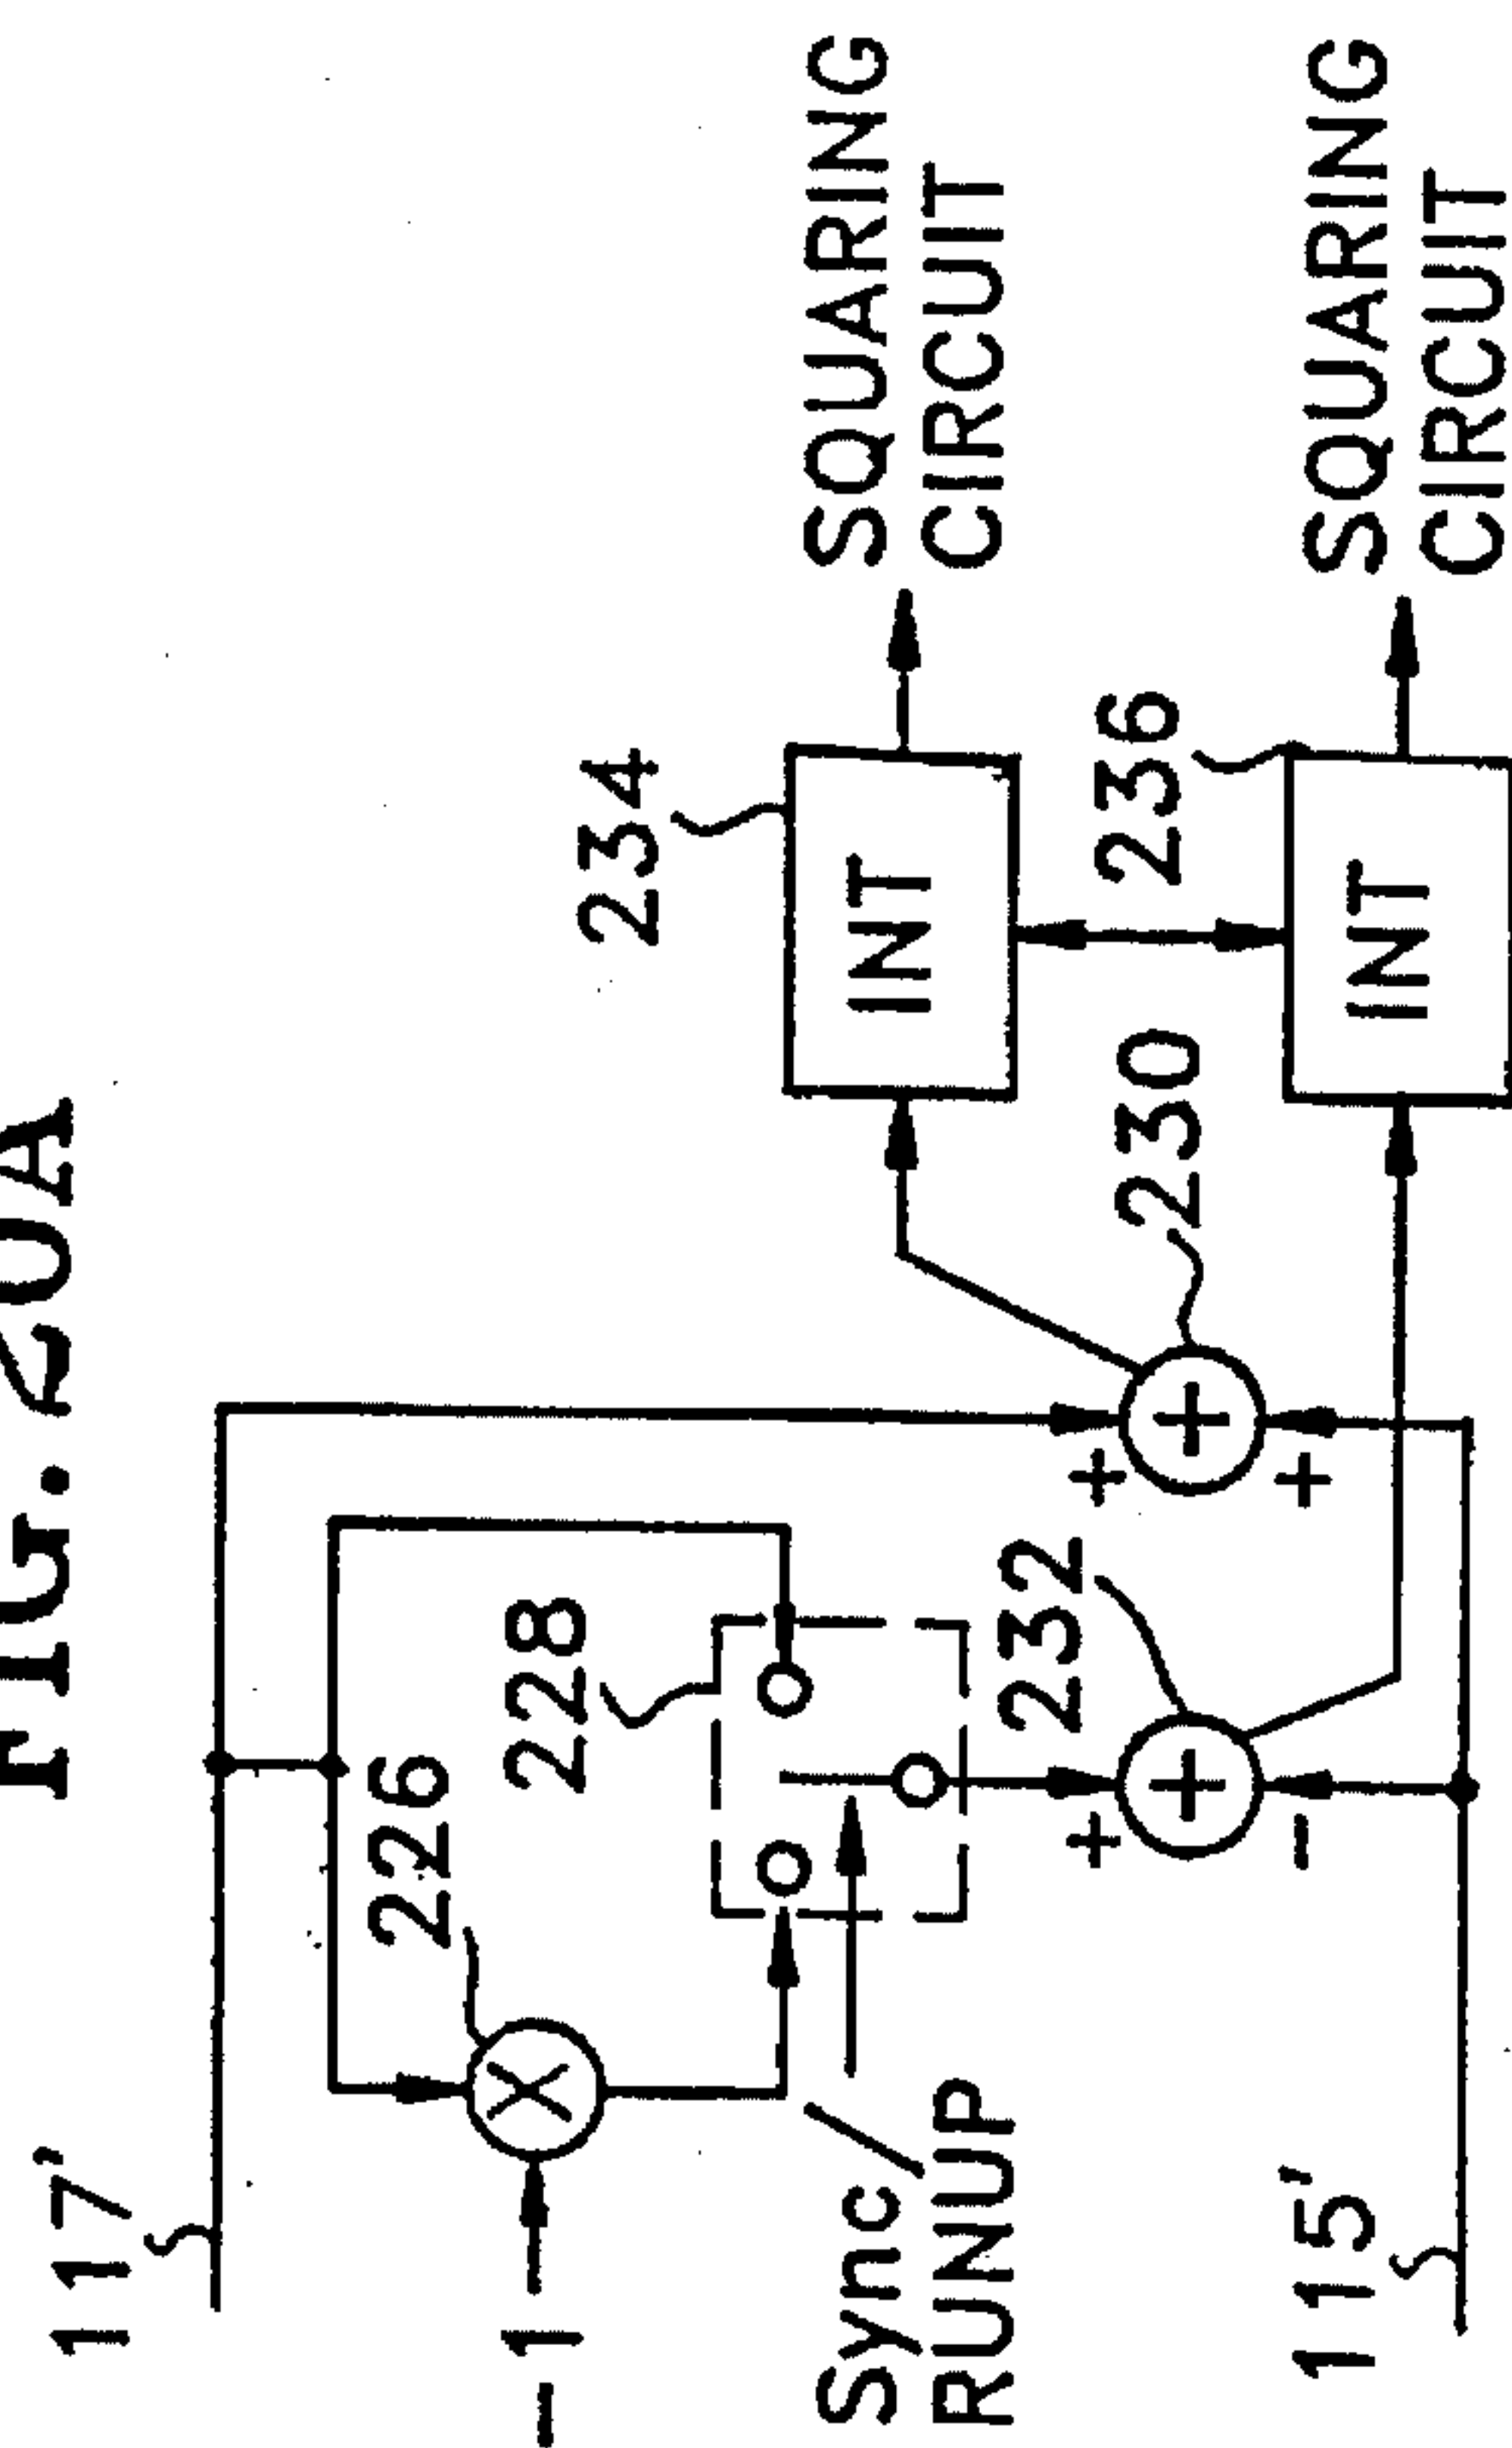 FIG. 20A
117'
-1
226
228
234
SQUARING
CIRCUIT
INT
Sync/
RUNUP
232
230
236
+
+
+
-
+
+
X
INT
SQUARING
CIRCUIT
115'